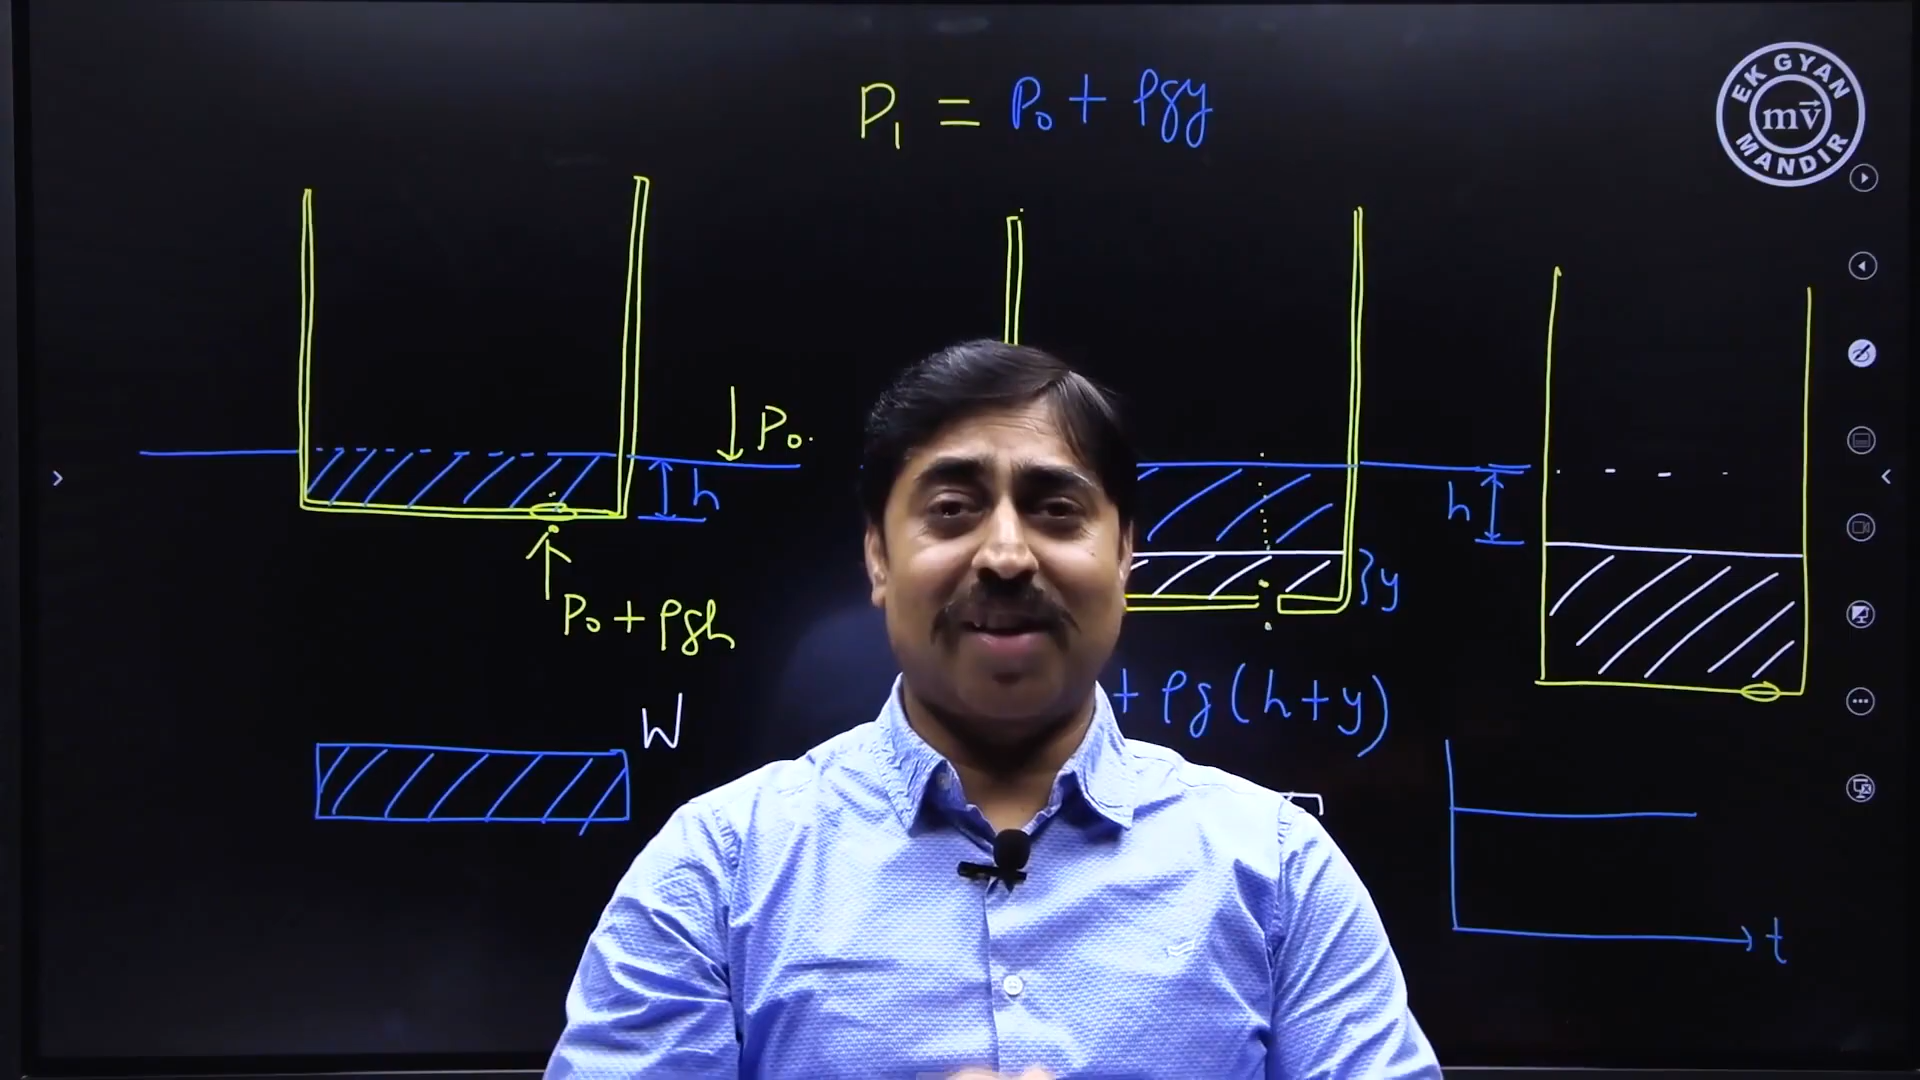 P₁ = P₀ + ρgy
EK GYAN
mv⃗
MANDIR
P₀.
h
h
y
P₀ + ρgh
+ ρg(h+y)
W
t